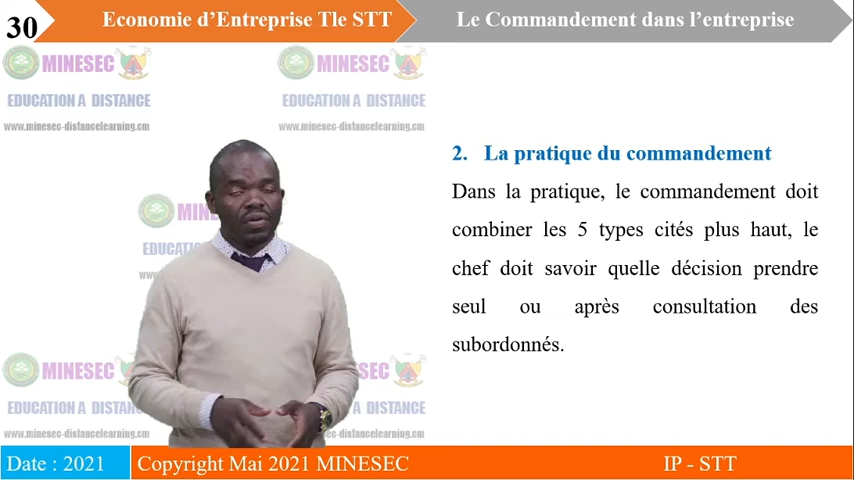 30
Economie d'Entreprise Tle STT
Le Commandement dans l'entreprise
MINESEC
MINESEC
EDUCATION A DISTANCE
EDUCATION A DISTANCE
www.minesec-distancelearning.cm
www.minesec-distancelearning.cm
2. La pratique du commandement
Dans la pratique, le commandement doit
combiner les 5 types cités plus haut, le
chef doit savoir quelle décision prendre
seul ou après consultation des
subordonnés.
MINESEC
EDUCATION A DISTANCE
www.minesec-distancelearning.cm
Date : 2021
Copyright Mai 2021 MINESEC
IP - STT